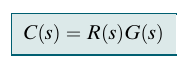 C(s) = R(s)G(s)